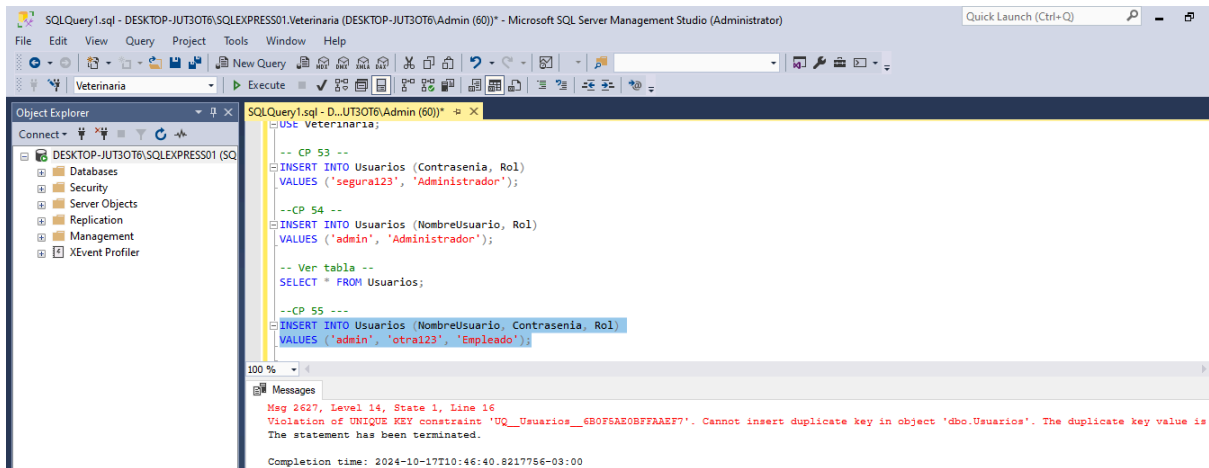 SQLQuery1.sql - DESKTOP-JUT3OT6\SQLEXPRESS01.Veterinaria (DESKTOP-JUT3OT6\Admin (60))* - Microsoft SQL Server Management Studio (Administrator)
Quick Launch (Ctrl+Q)
File Edit View Query Project Tools Window Help
New Query
Veterinaria
Execute
Object Explorer
SQLQuery1.sql - D...UT3OT6\Admin (60))*
Connect
DESKTOP-JUT3OT6\SQLEXPRESS01 (SQ
Databases
Security
Server Objects
Replication
Management
XEvent Profiler
USE Veterinaria;
-- CP 53 --
INSERT INTO Usuarios (Contrasenia, Rol)
VALUES ('segura123', 'Administrador');
--CP 54 --
INSERT INTO Usuarios (NombreUsuario, Rol)
VALUES ('admin', 'Administrador');
-- Ver tabla --
SELECT * FROM Usuarios;
--CP 55 ---
INSERT INTO Usuarios (NombreUsuario, Contrasenia, Rol)
VALUES ('admin', 'otra123', 'Empleado');
100 %
Messages
Msg 2627, Level 14, State 1, Line 16
Violation of UNIQUE KEY constraint 'UQ__Usuarios__6B0F5AE0BFFAAEF7'. Cannot insert duplicate key in object 'dbo.Usuarios'. The duplicate key value is
The statement has been terminated.
Completion time: 2024-10-17T10:46:40.8217756-03:00